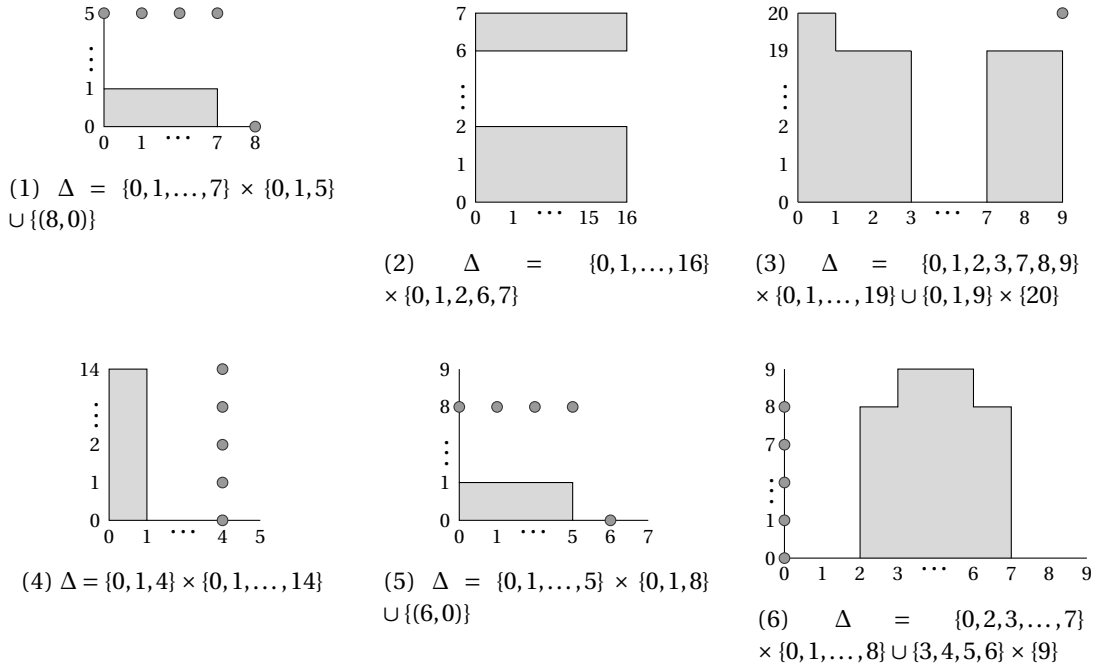 5
⋮
1
0
0 1 ⋯ 7 8
(1) Δ = {0,1,…,7} × {0,1,5}
∪ {(8,0)}
7
6
⋮
2
1
0
0 1 ⋯ 15 16
(2) Δ = {0,1,…,16}
× {0,1,2,6,7}
20
19
⋮
1
0
0 1 2 3 ⋯ 7 8 9
(3) Δ = {0,1,2,3,7,8,9}
× {0,1,…,19} ∪ {0,1,9} × {20}
14
⋮
2
1
0
0 1 ⋯ 4 5
(4) Δ = {0,1,4} × {0,1,…,14}
9
8
⋮
1
0
0 1 ⋯ 5 6 7
(5) Δ = {0,1,…,5} × {0,1,8}
∪ {(6,0)}
9
8
7
⋮
1
0
0 1 2 3 ⋯ 6 7 8 9
(6) Δ = {0,2,3,…,7}
× {0,1,…,8} ∪ {3,4,5,6} × {9}